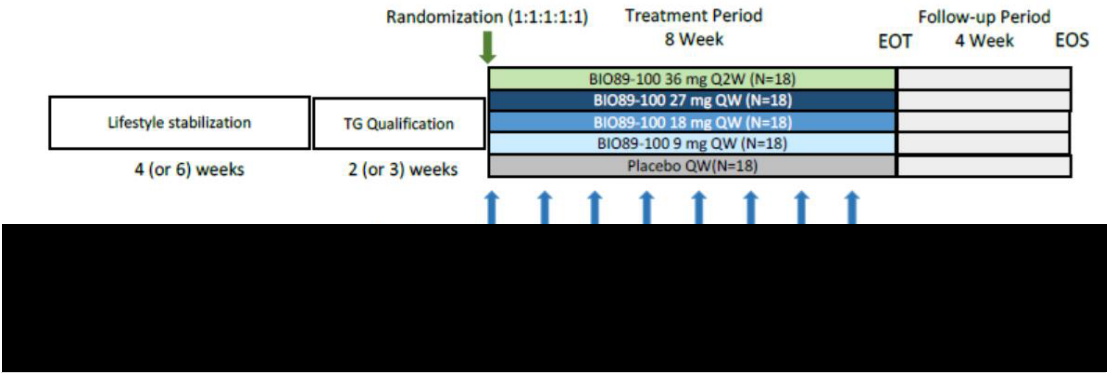 Randomization (1:1:1:1:1)
Treatment Period
8 Week
Follow-up Period
EOT
4 Week
EOS
Lifestyle stabilization
4 (or 6) weeks
TG Qualification
2 (or 3) weeks
BIO89-100 36 mg Q2W (N=18)
BIO89-100 27 mg QW (N=18)
BIO89-100 18 mg QW (N=18)
BIO89-100 9 mg QW (N=18)
Placebo QW(N=18)